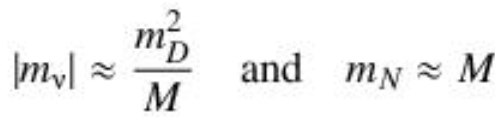 |m_ν| ≈ m_D^2 / M and m_N ≈ M